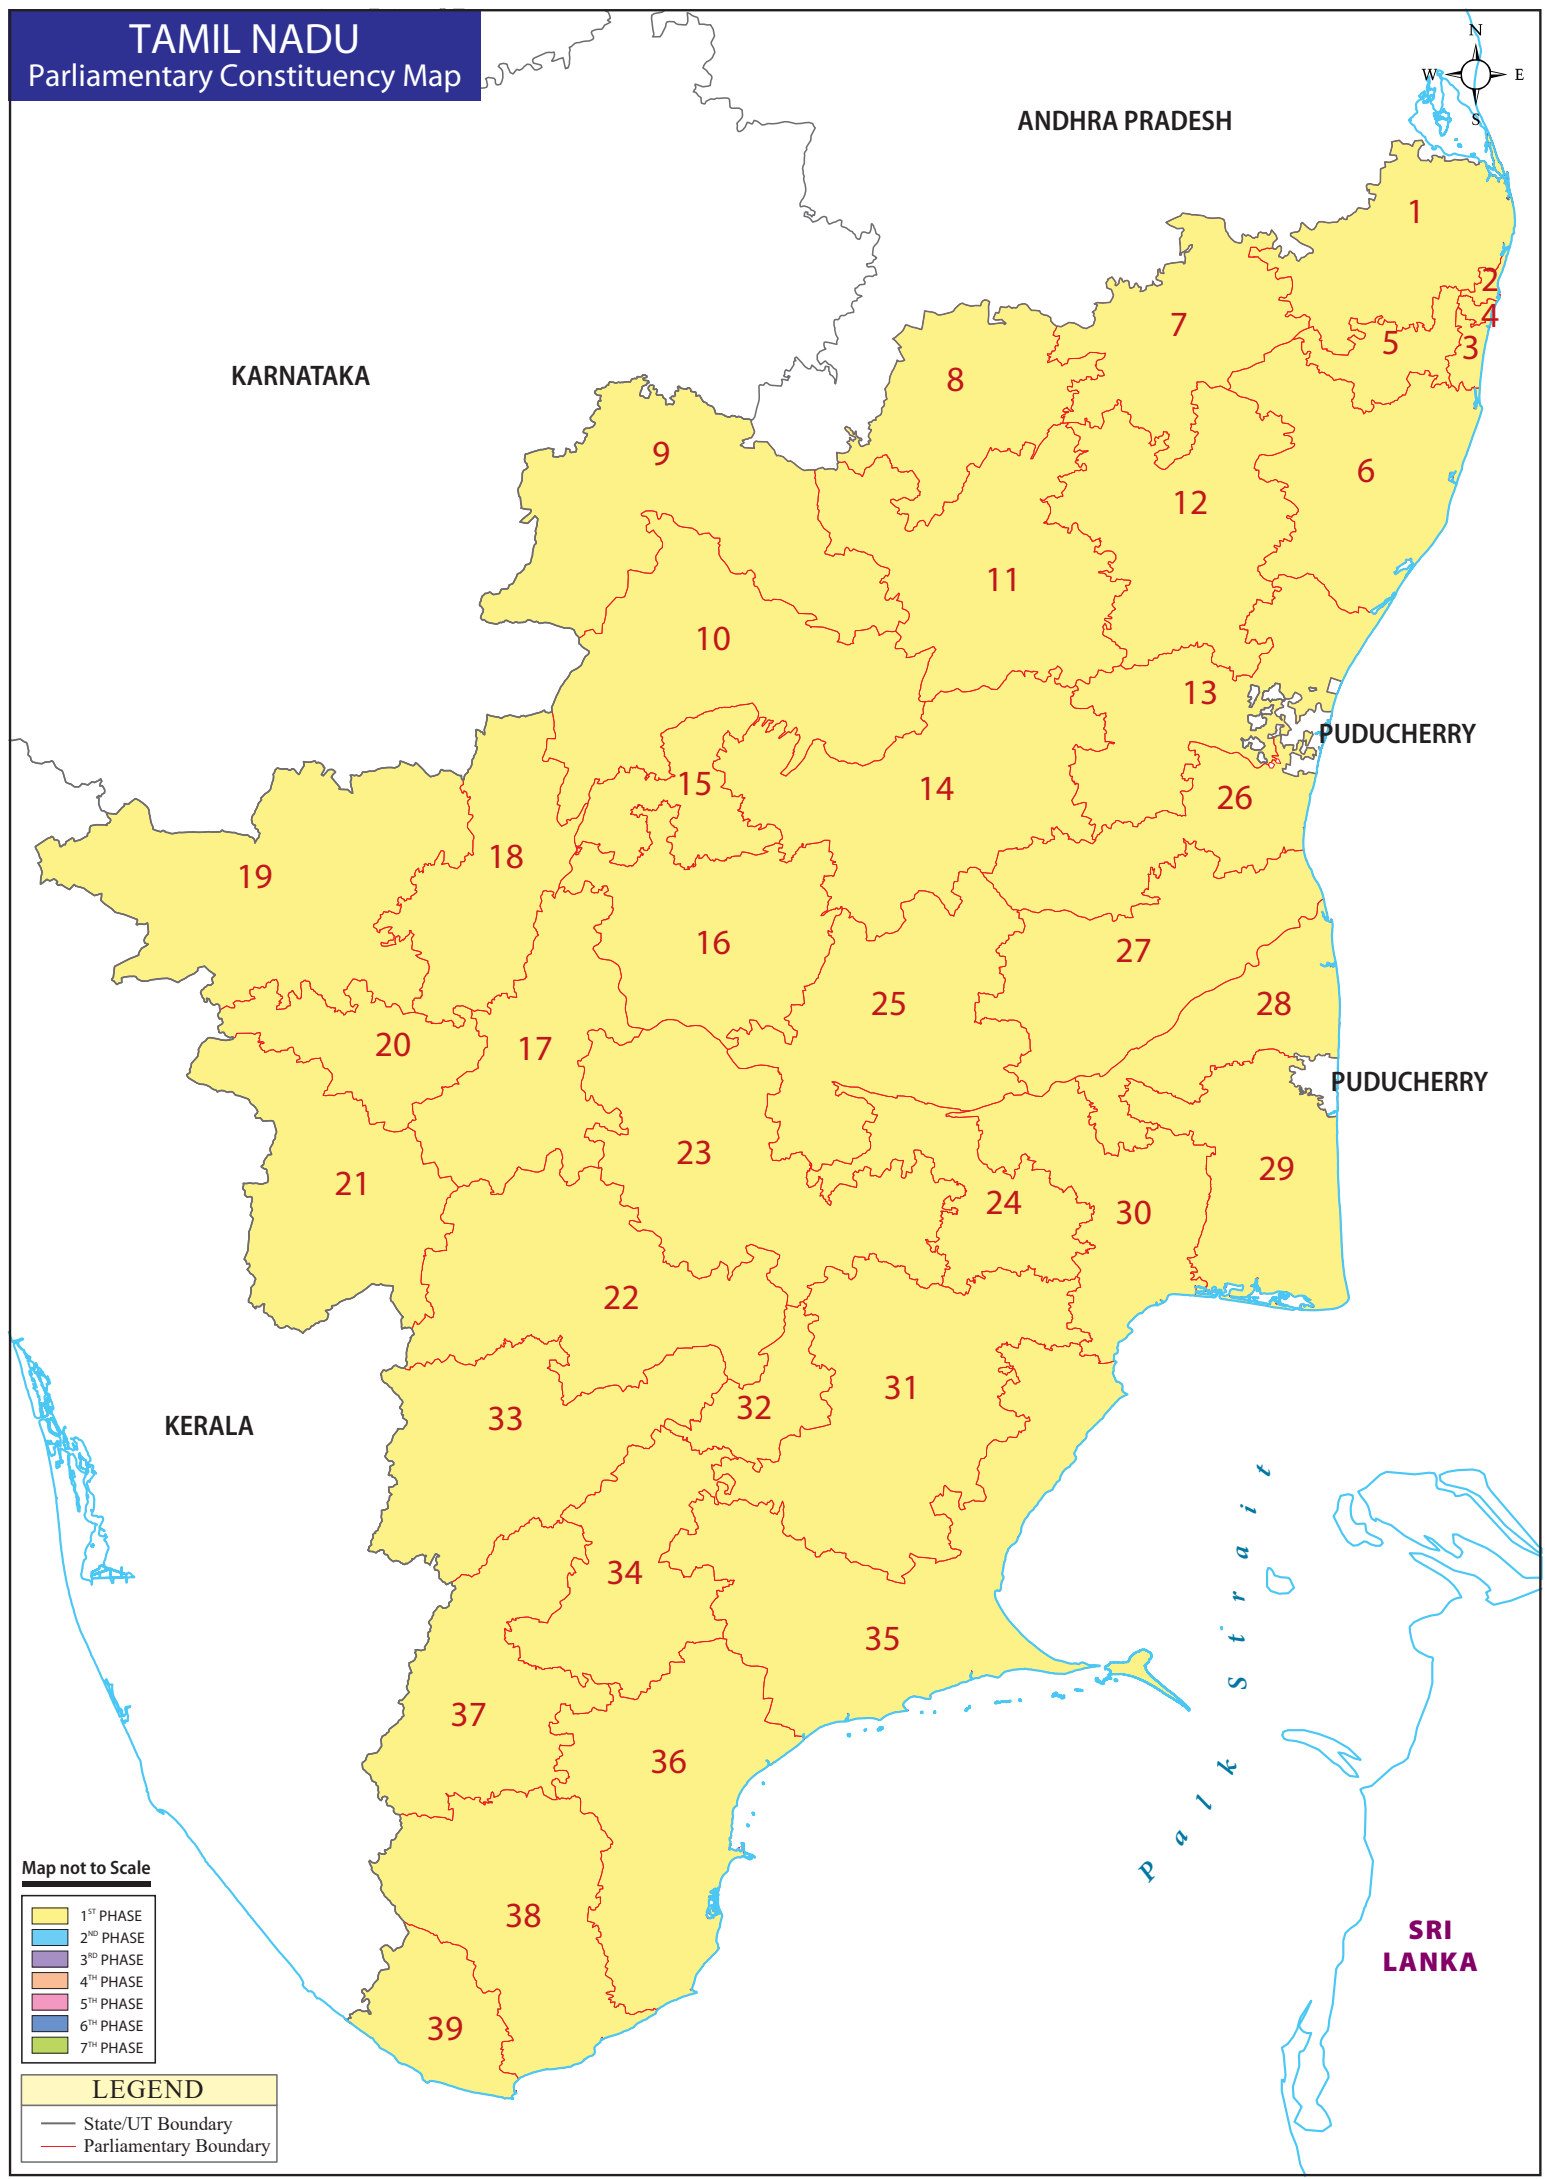 TAMIL NADU
Parliamentary Constituency Map
N
W
E
S
ANDHRA PRADESH
KARNATAKA
1
2
4
3
5
7
8
6
9
12
11
10
13
PUDUCHERRY
14
15
26
18
19
16
27
25
28
20
17
PUDUCHERRY
23
29
21
24
30
22
31
32
33
KERALA
34
35
37
36
38
39
Palk Strait
SRI
LANKA
Map not to Scale
1ST PHASE
2ND PHASE
3RD PHASE
4TH PHASE
5TH PHASE
6TH PHASE
7TH PHASE
LEGEND
State/UT Boundary
Parliamentary Boundary